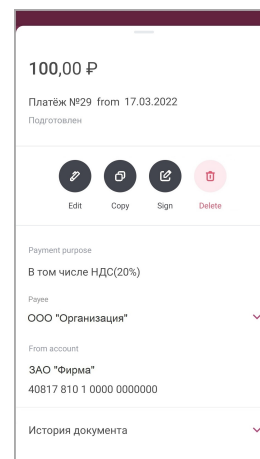 100,00 ₽
Платёж №29 from 17.03.2022
Подготовлен
Edit Copy Sign Delete
Payment purpose
В том числе НДС(20%)
Payee
ООО "Организация"
From account
ЗАО "Фирма"
40817 810 1 0000 0000000
История документа